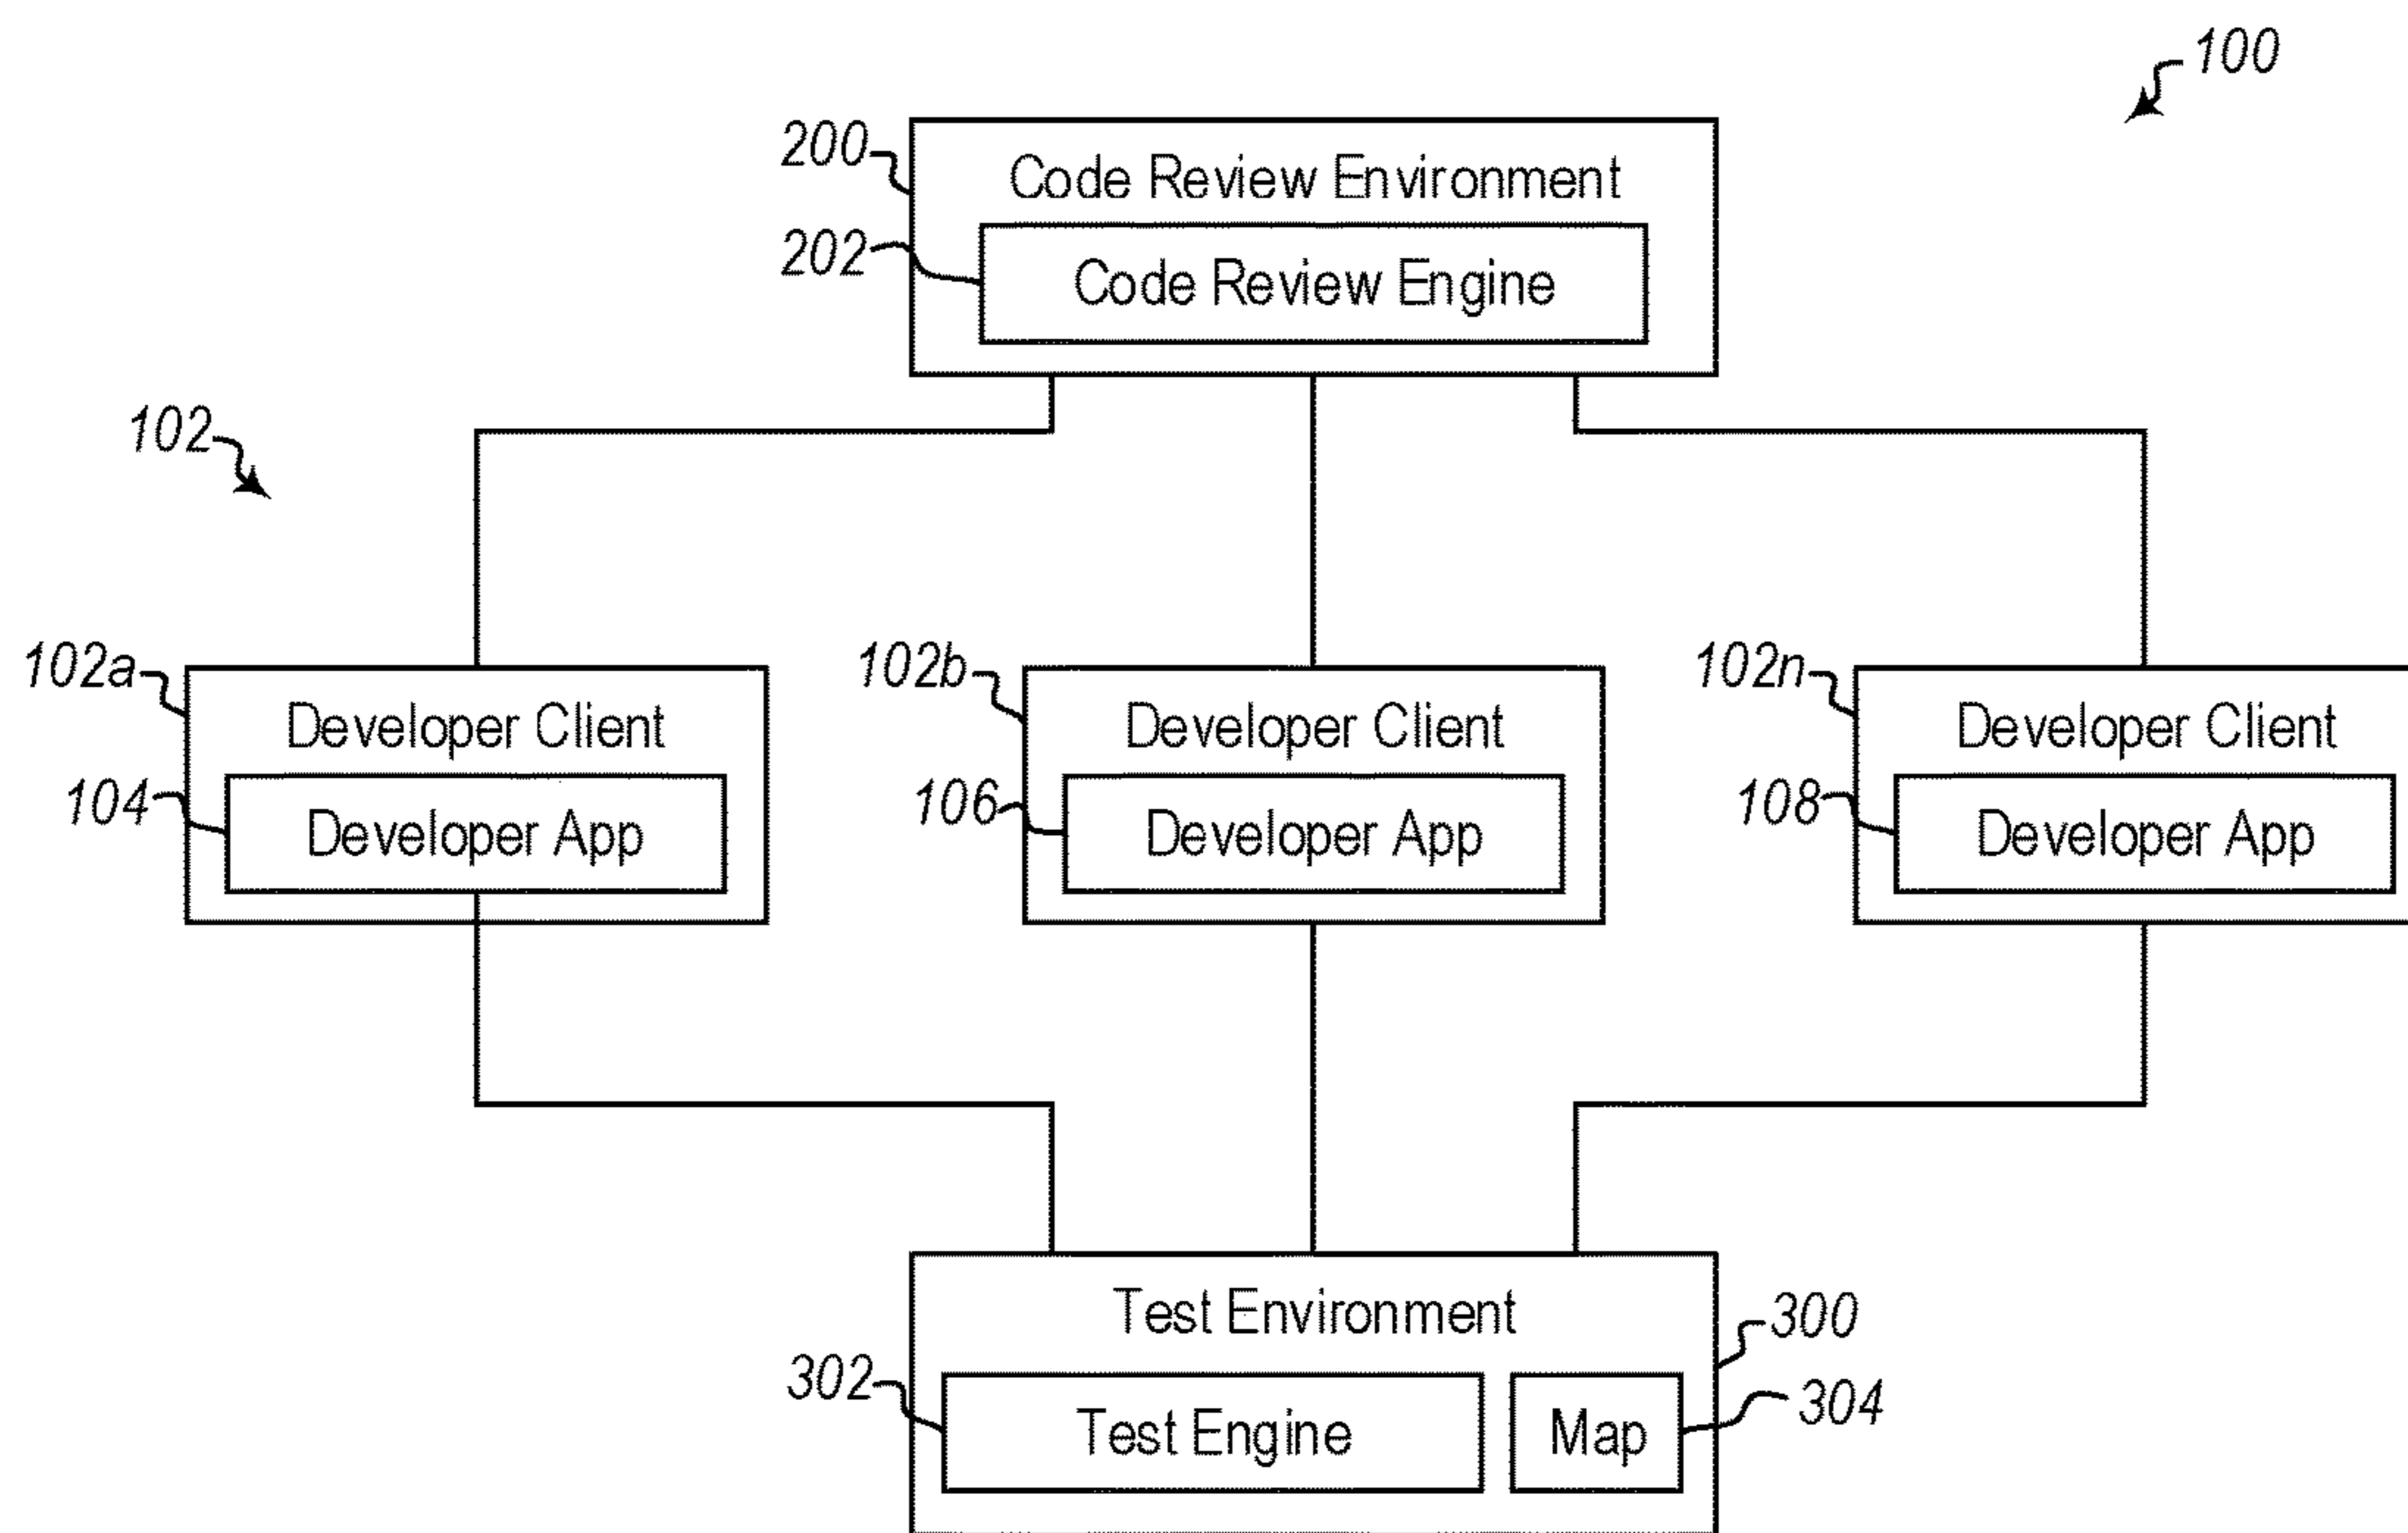 100
200
Code Review Environment
202
Code Review Engine
102
102a
Developer Client
104
Developer App
102b
Developer Client
106
Developer App
102n
Developer Client
108
Developer App
Test Environment
300
302
Test Engine
Map
304